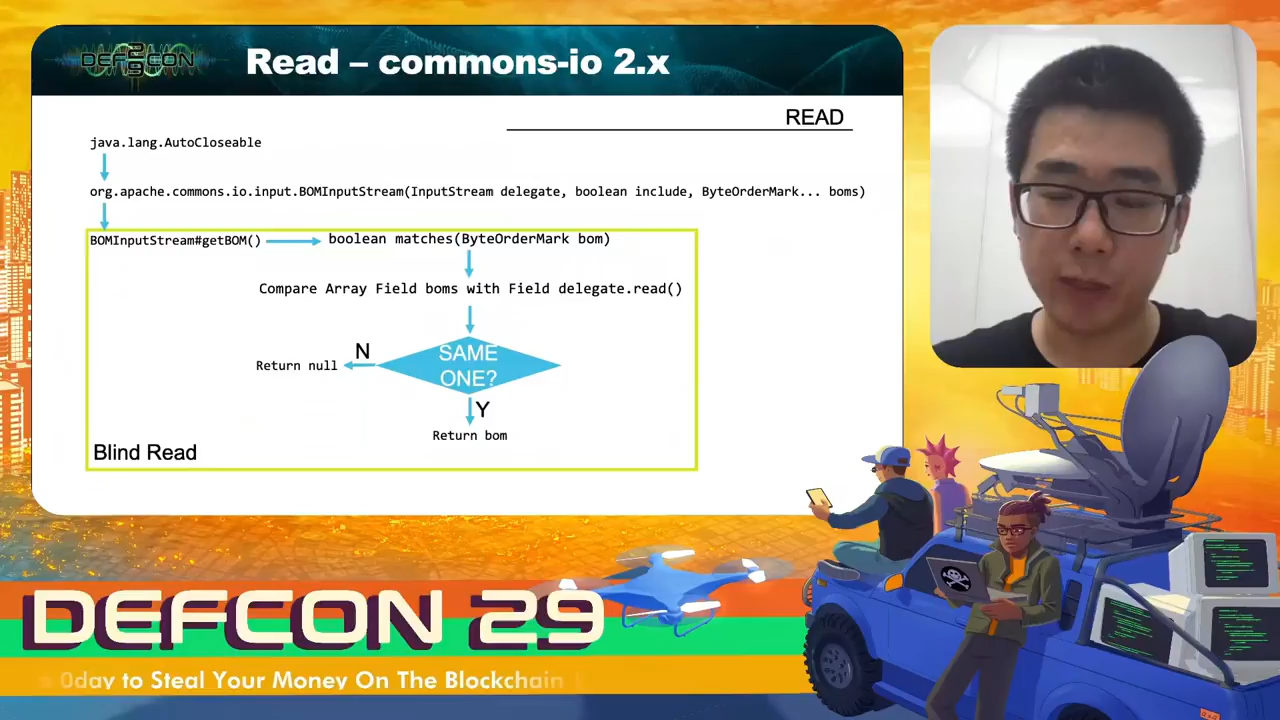 DEFCON
29
Read – commons-io 2.x
READ
java.lang.AutoCloseable
org.apache.commons.io.input.BOMInputStream(InputStream delegate, boolean include, ByteOrderMark... boms)
BOMInputStream#getBOM()
boolean matches(ByteOrderMark bom)
Compare Array Field boms with Field delegate.read()
SAME
ONE?
N
Return null
Y
Return bom
Blind Read
DEFCON 29
0day to Steal Your Money On The Blockchain